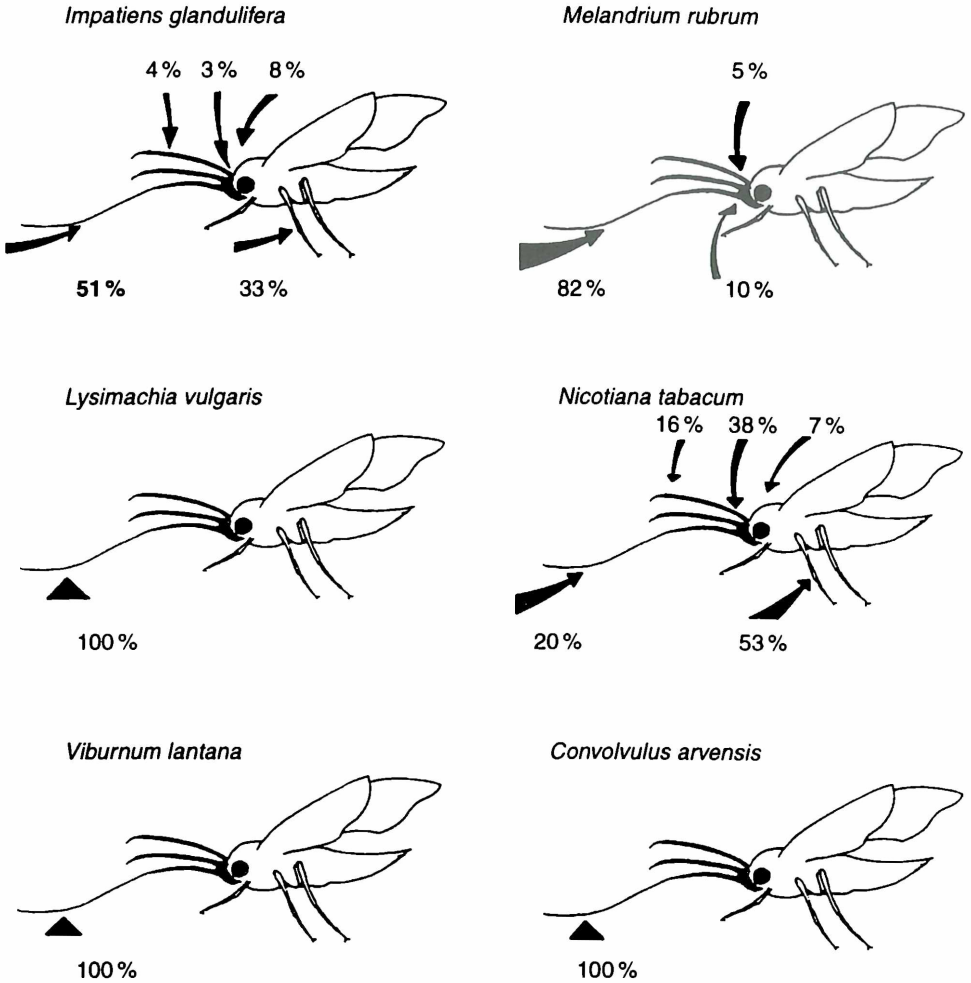 Impatiens glandulifera
4 % 3 % 8 %
51 % 33 %
Melandrium rubrum
5 %
82 % 10 %
Lysimachia vulgaris
100 %
Nicotiana tabacum
16 % 38 % 7 %
20 % 53 %
Viburnum lantana
100 %
Convolvulus arvensis
100 %